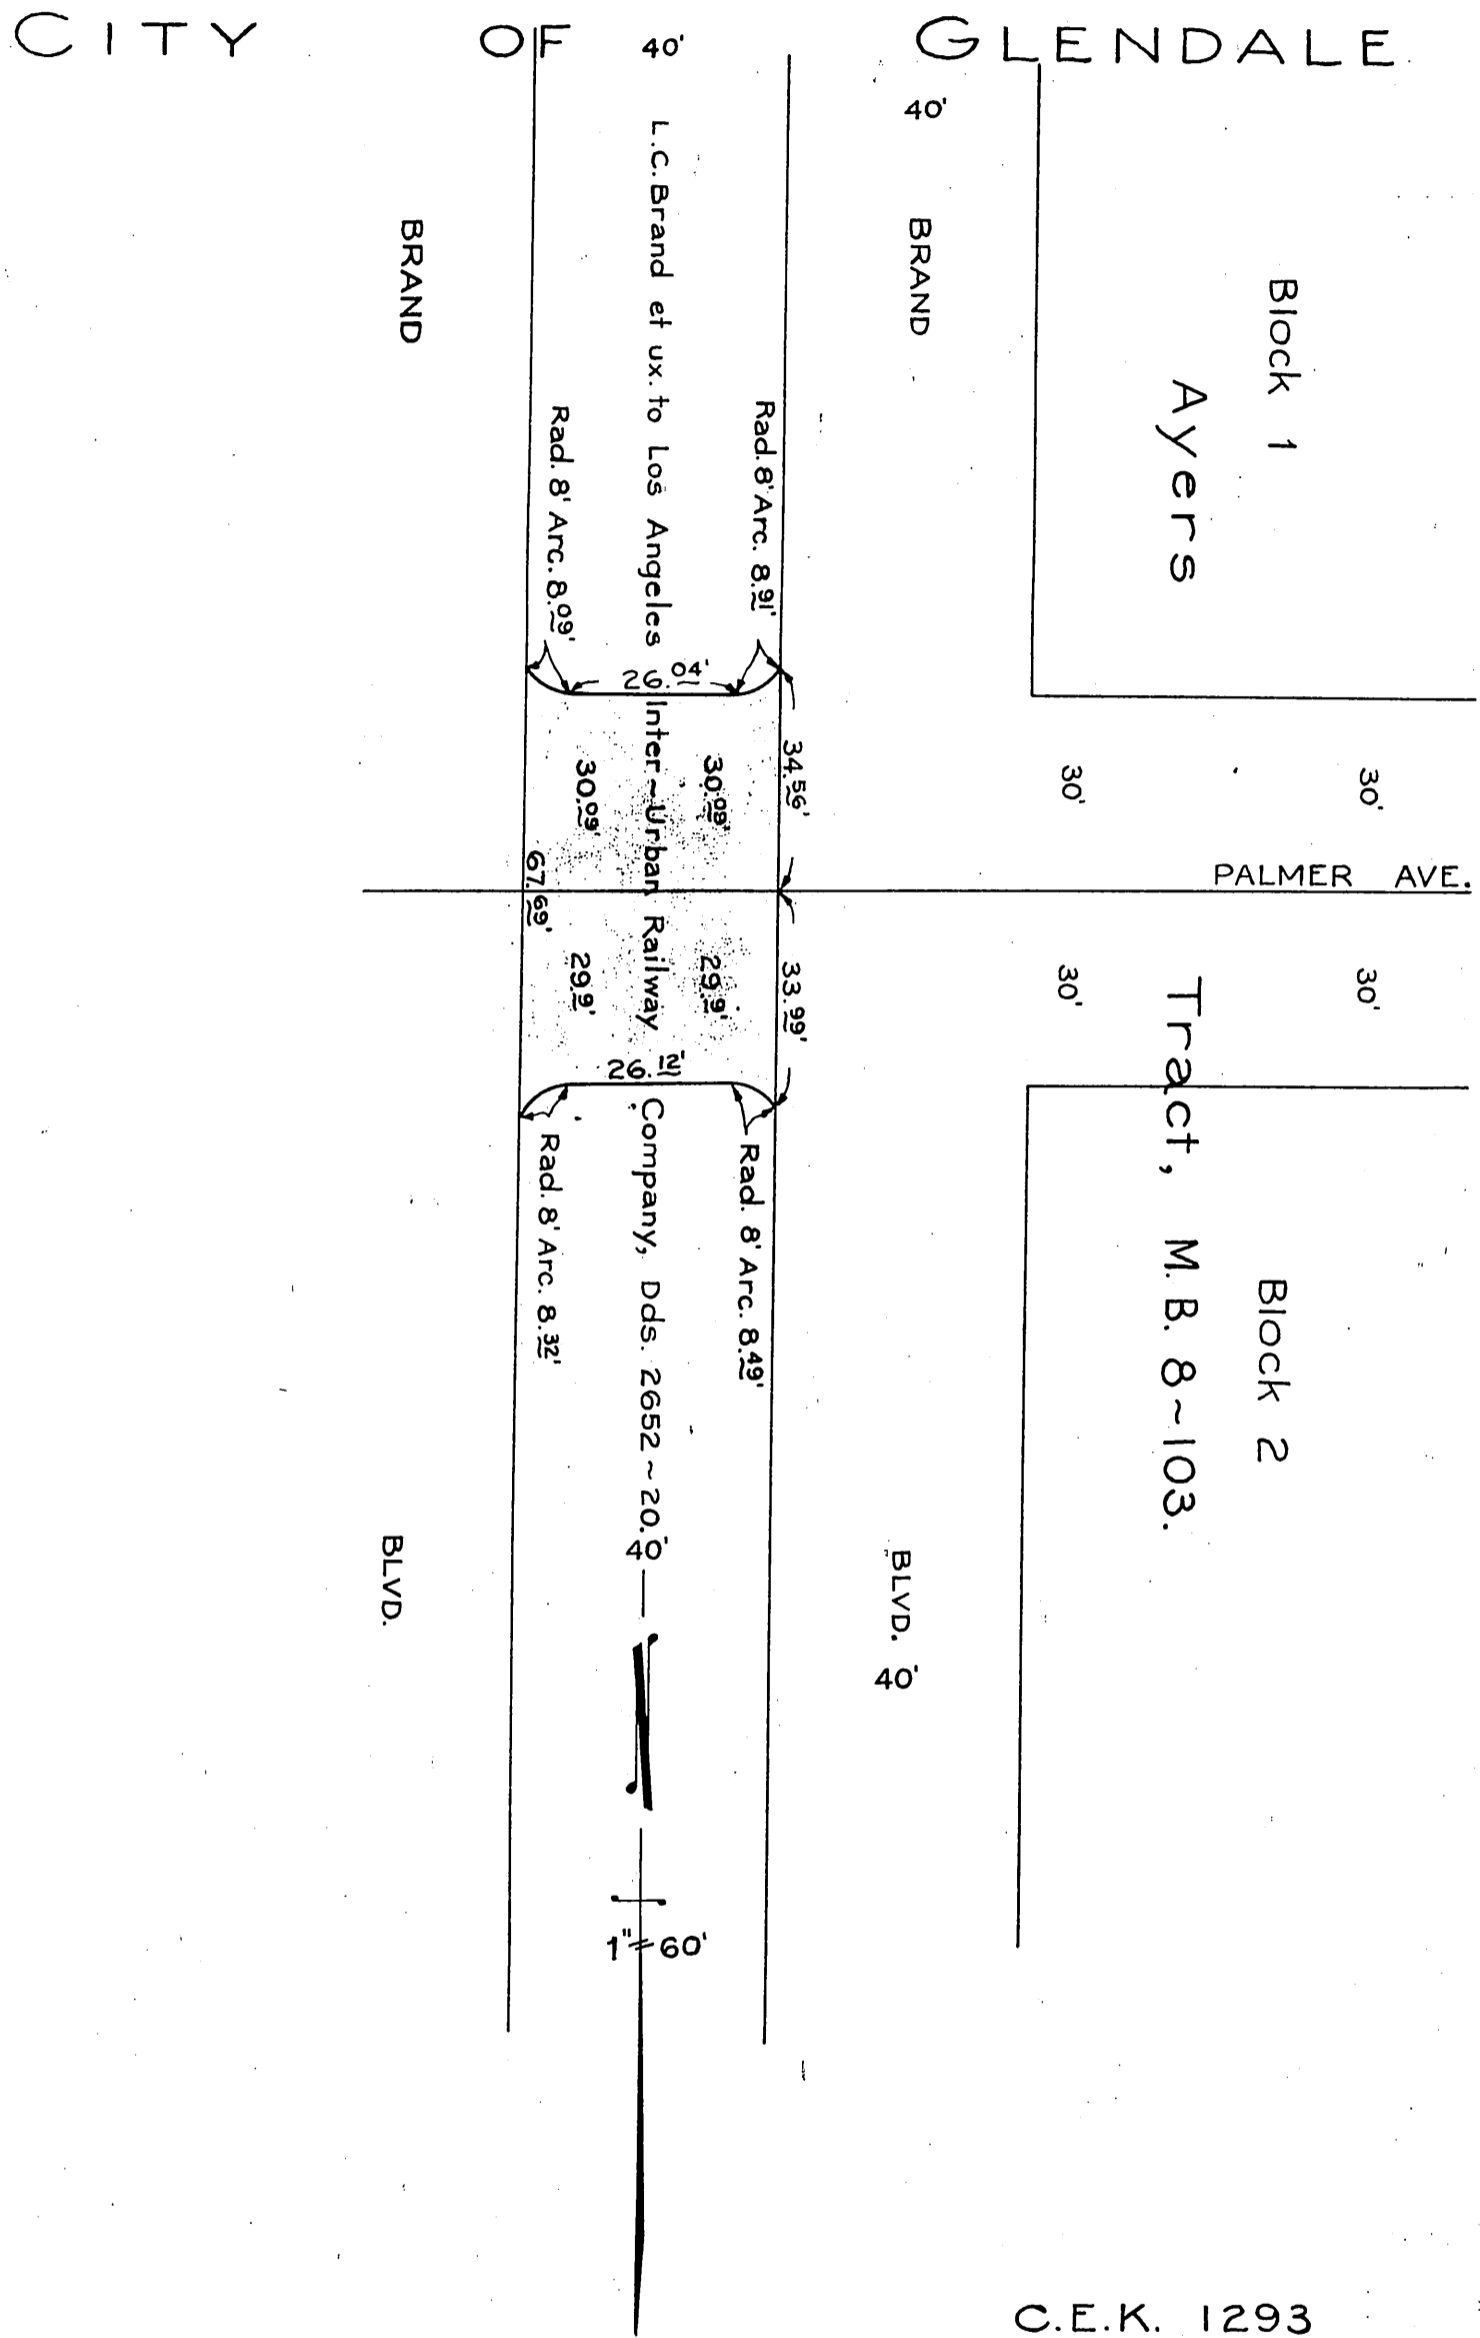 CITY OF GLENDALE
40'
40'
L.C. Brand et ux. to Los Angeles Inter~Urban Railway Company, Dds. 2652~20.
BRAND
BRAND
Block 1
Ayers
Rad. 8' Arc. 8.09'
Rad. 8' Arc. 8.91'
26.04'
34.56'
30.09'
30.09'
30'
30'
67.69'
PALMER AVE.
29.9'
29.9'
33.99'
30'
30'
26.12'
Tract, M.B. 8~103.
Rad. 8' Arc. 8.32'
Rad. 8' Arc. 8.49'
Block 2
BLVD.
BLVD.
40'
40'
1" = 60'
C.E.K. 1293